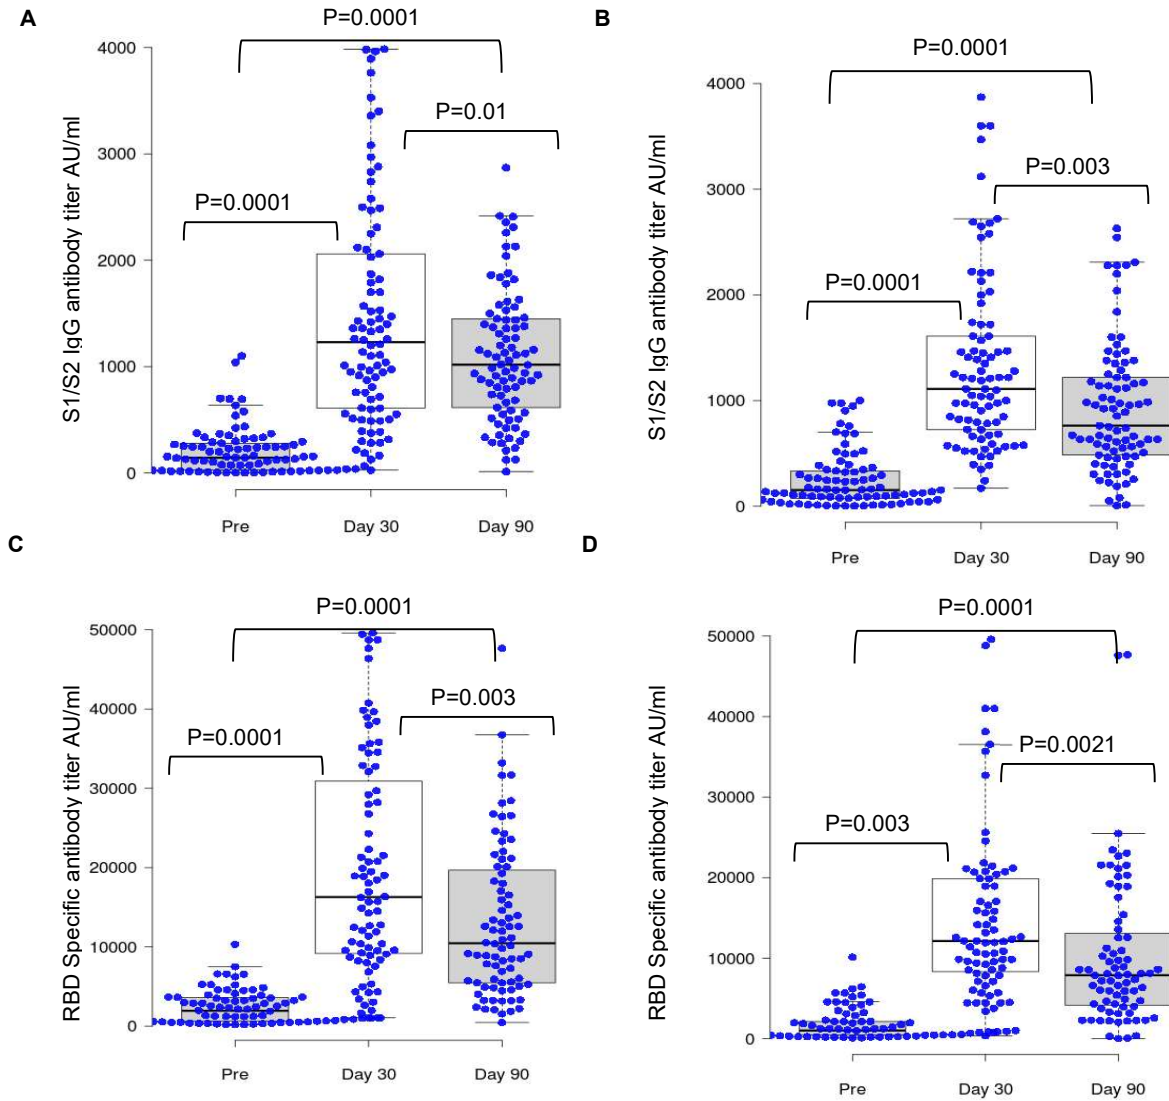 A
P=0.0001
P=0.01
P=0.0001
S1/S2 IgG antibody titer AU/ml
4000
3000
2000
1000
0
Pre
Day 30
Day 90
B
P=0.0001
P=0.003
P=0.0001
S1/S2 IgG antibody titer AU/ml
4000
3000
2000
1000
0
Pre
Day 30
Day 90
C
P=0.0001
P=0.003
P=0.0001
RBD Specific antibody titer AU/ml
50000
40000
30000
20000
10000
0
Pre
Day 30
Day 90
D
P=0.0001
P=0.0021
P=0.003
RBD Specific antibody titer AU/ml
50000
40000
30000
20000
10000
0
Pre
Day 30
Day 90